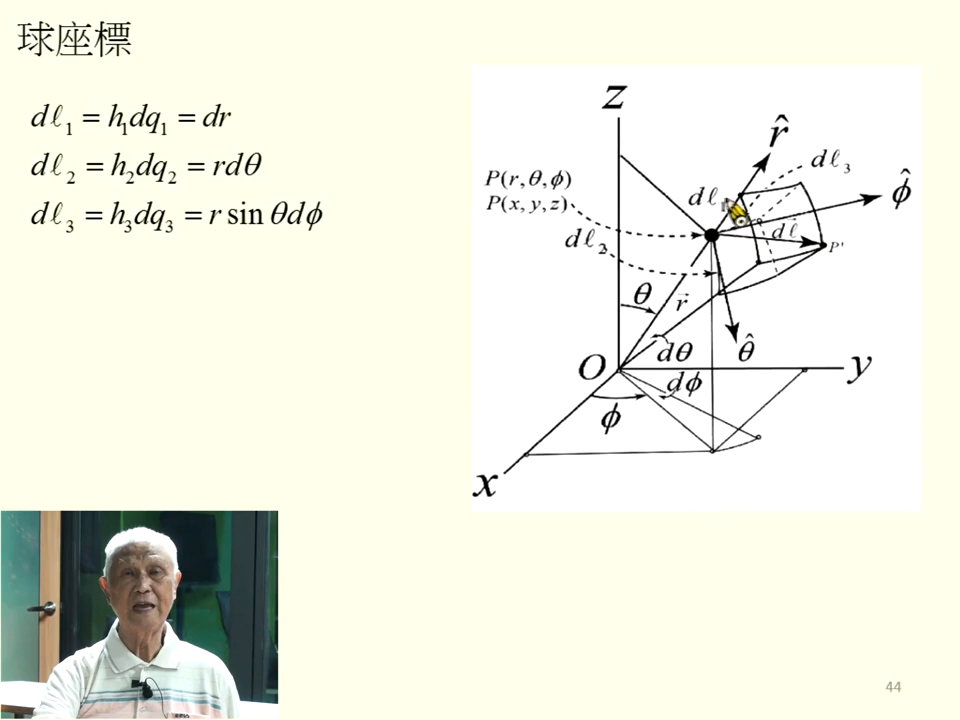 球座標
dℓ₁ = h₁dq₁ = dr
dℓ₂ = h₂dq₂ = rdθ
dℓ₃ = h₃dq₃ = r sin θdϕ
z
r̂
dℓ₃
P(r,θ,ϕ)
P(x,y,z)
dℓ₁
ϕ̂
dℓ₂
dℓ⃗
P'
θ
r⃗
dθ
θ̂
O
y
dϕ
ϕ
x
44